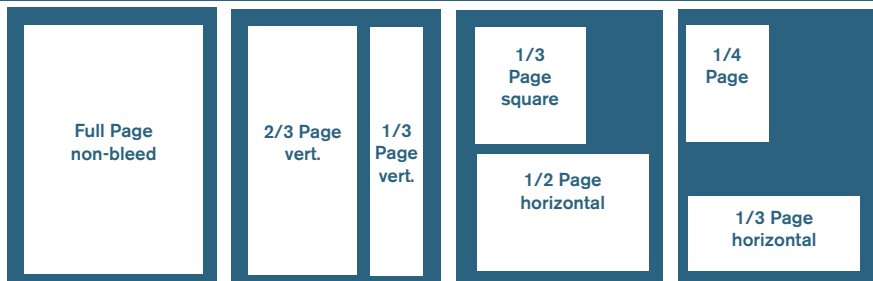 Full Page
non-bleed
2/3 Page
vert.
1/3
Page
vert.
1/3
Page
square
1/2 Page
horizontal
1/4
Page
1/3 Page
horizontal